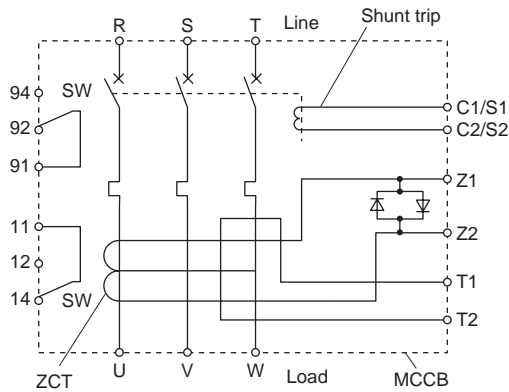 Shunt trip
R S T Line
94 SW
92
91
C1/S1
C2/S2
Z1
11
12
14 SW
Z2
T1
T2
ZCT U V W Load MCCB